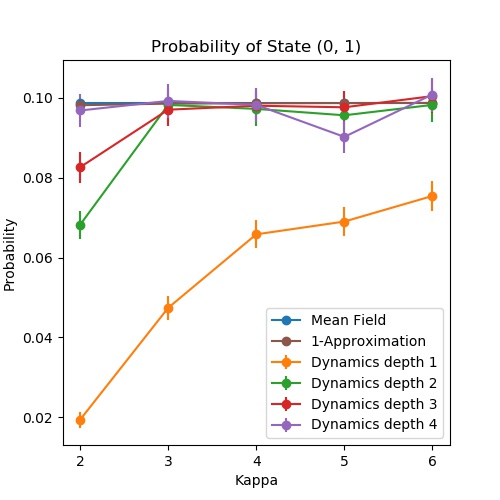 Probability of State (0, 1)
0.10
0.08
0.06
0.04
0.02
Probability
2 3 4 5 6
Kappa
Mean Field
1-Approximation
Dynamics depth 1
Dynamics depth 2
Dynamics depth 3
Dynamics depth 4